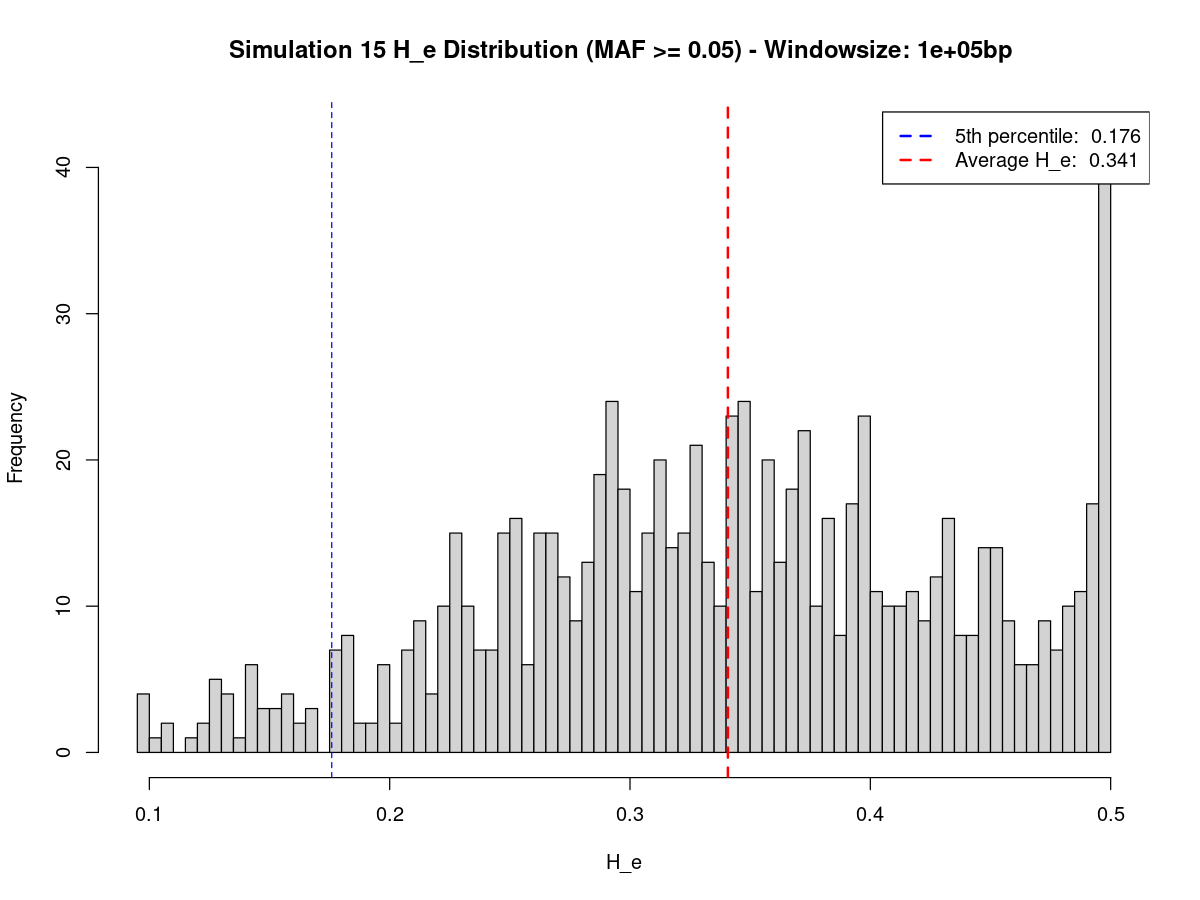 Simulation 15 H_e Distribution (MAF >= 0.05) - Windowsize: 1e+05bp
5th percentile:  0.176
Average H_e:  0.341
Frequency
40
30
20
10
0
0.1
0.2
0.3
0.4
0.5
H_e